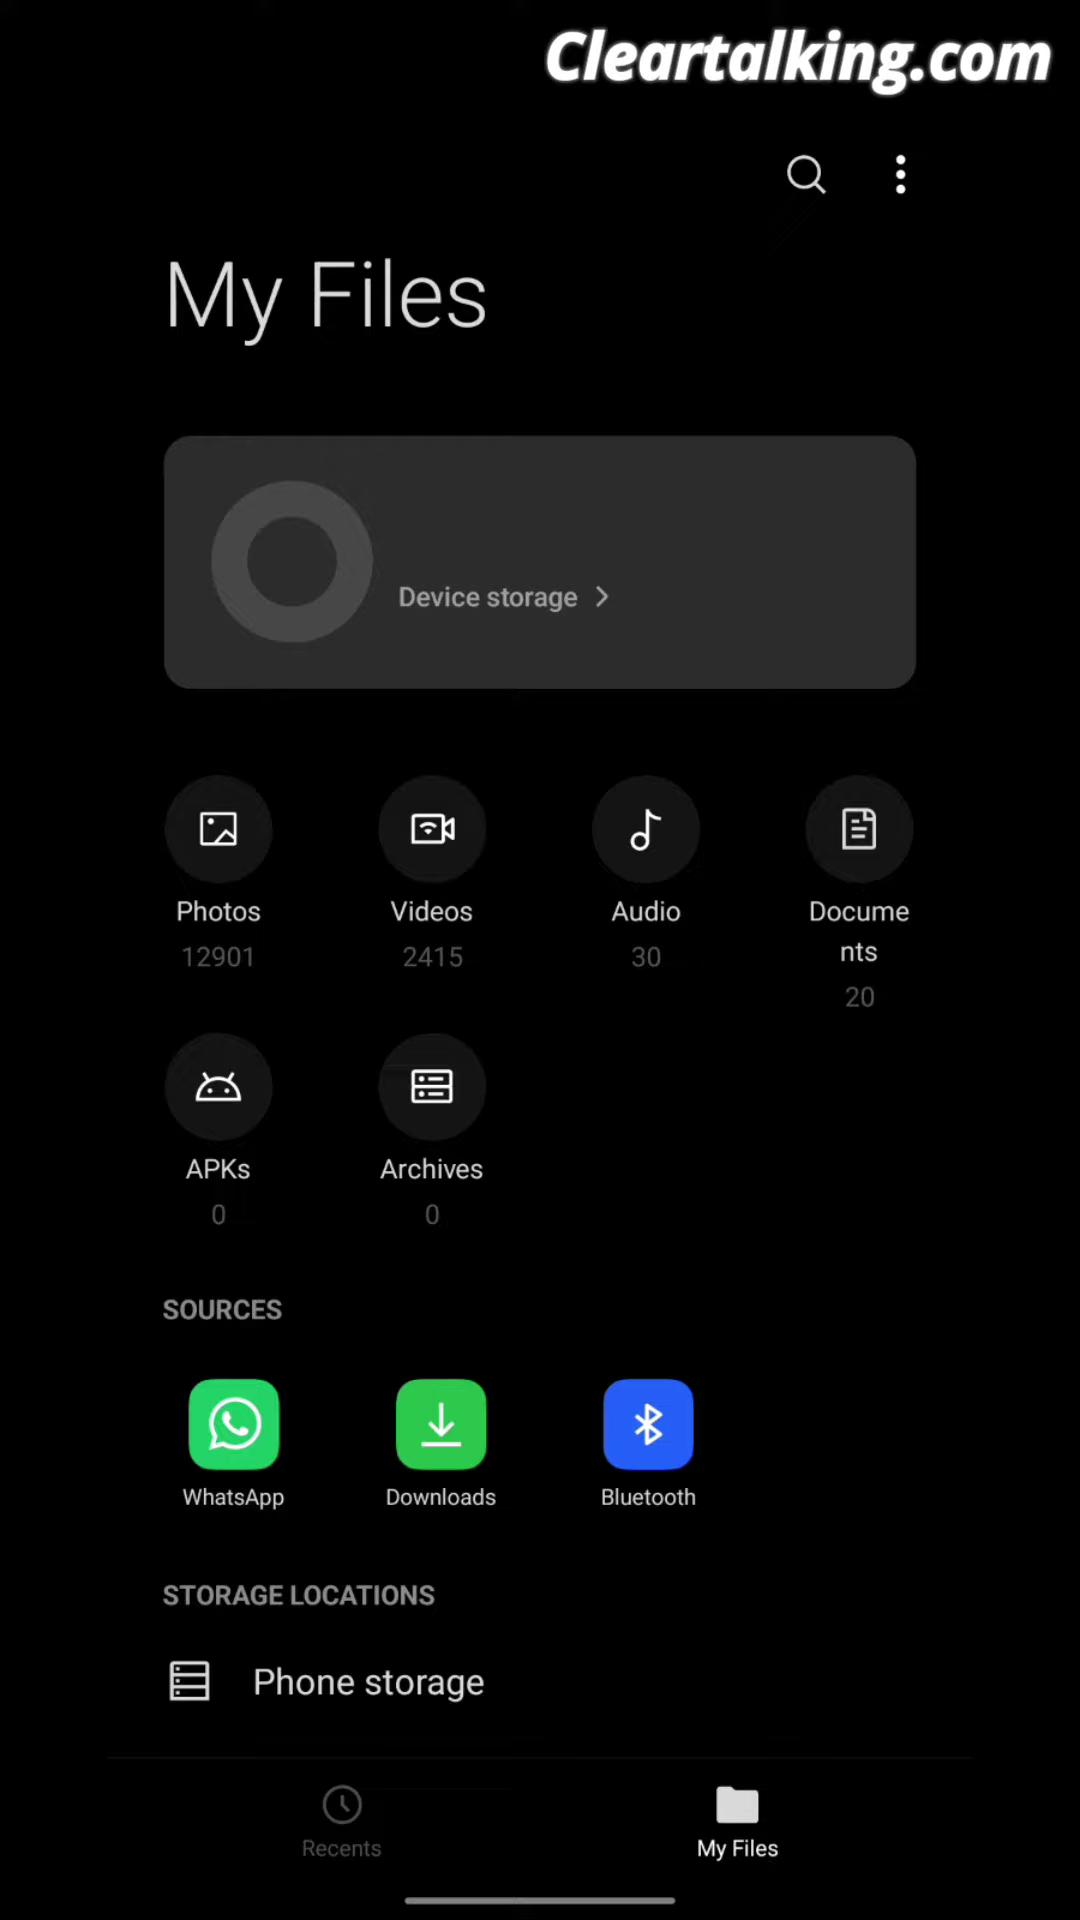 Cleartalking.com
My Files
Device storage
Photos
12901
Videos
2415
Audio
30
Docume
nts
20
APKs
0
Archives
0
SOURCES
WhatsApp
Downloads
Bluetooth
STORAGE LOCATIONS
Phone storage
Recents
My Files